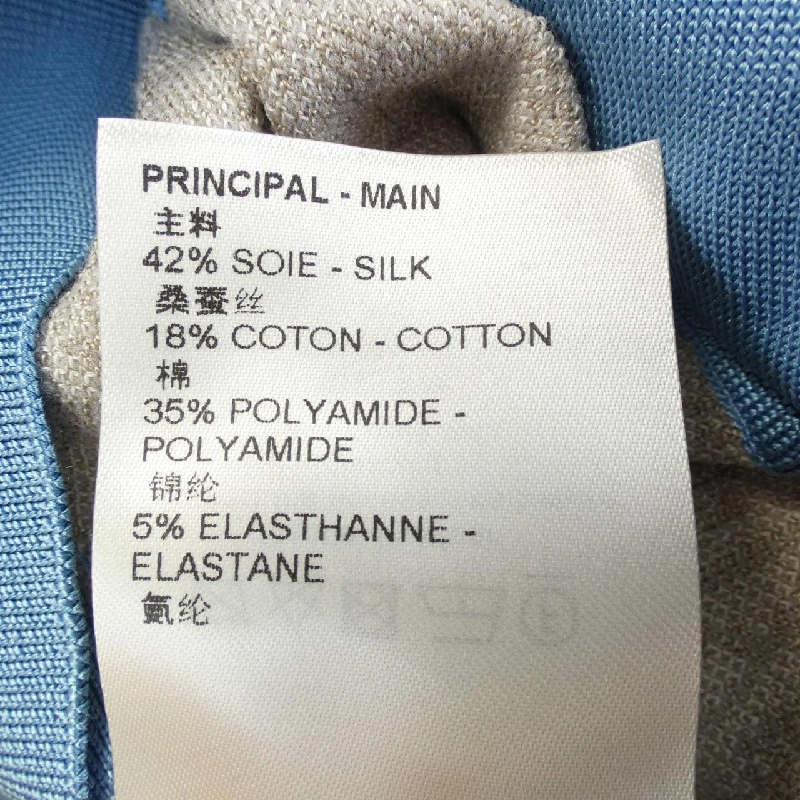 PRINCIPAL - MAIN
主料
42% SOIE - SILK
桑蚕丝
18% COTON - COTTON
棉
35% POLYAMIDE -
POLYAMIDE
锦纶
5% ELASTHANNE -
ELASTANE
氨纶